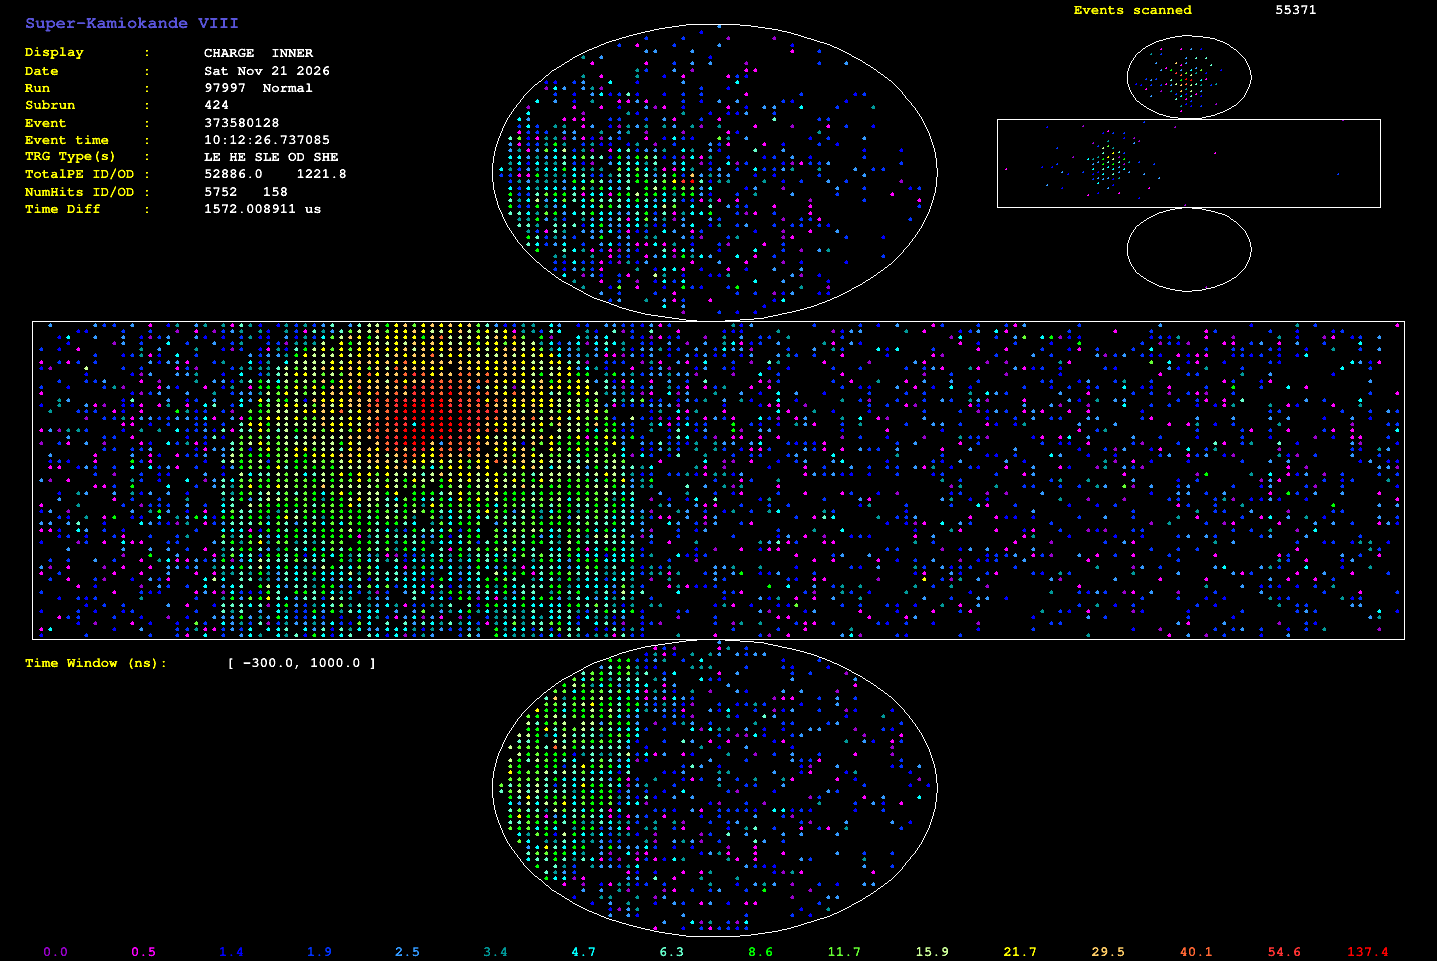 Super-Kamiokande VIII
Events scanned 55371
Display : CHARGE INNER
Date : Sat Nov 21 2026
Run : 97997 Normal
Subrun : 424
Event : 373580128
Event time : 10:12:26.737085
TRG Type(s) : LE HE SLE OD SHE
TotalPE ID/OD : 52886.0 1221.8
NumHits ID/OD : 5752 158
Time Diff : 1572.008911 us
Time Window (ns): [ −300.0, 1000.0 ]
0.0 0.5 1.4 1.9 2.5 3.4 4.7 6.3 8.6 11.7 15.9 21.7 29.5 40.1 54.6 137.4